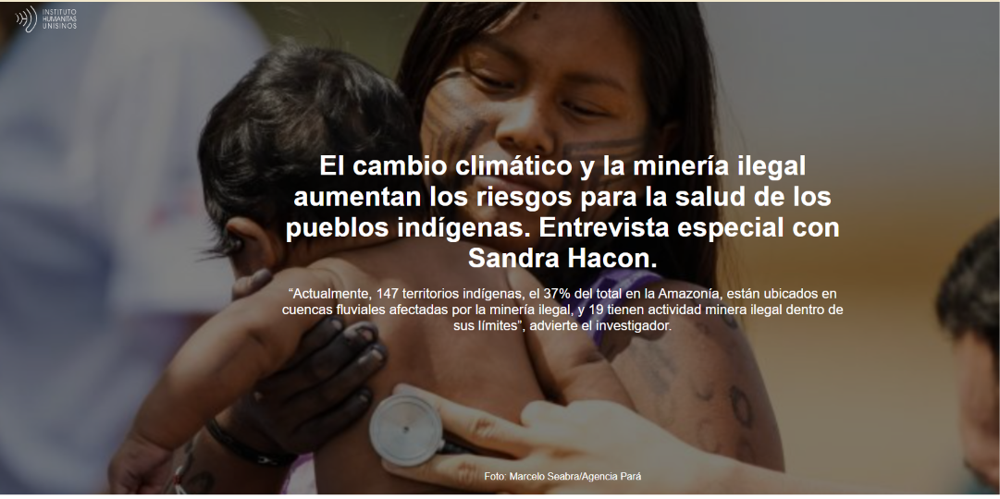 INSTITUTO
HUMANITAS
UNISINOS
El cambio climático y la minería ilegal
aumentan los riesgos para la salud de los
pueblos indígenas. Entrevista especial con
Sandra Hacon.
“Actualmente, 147 territorios indígenas, el 37% del total en la Amazonía, están ubicados en
cuencas fluviales afectadas por la minería ilegal, y 19 tienen actividad minera ilegal dentro de
sus límites”, advierte el investigador.
Foto: Marcelo Seabra/Agencia Pará